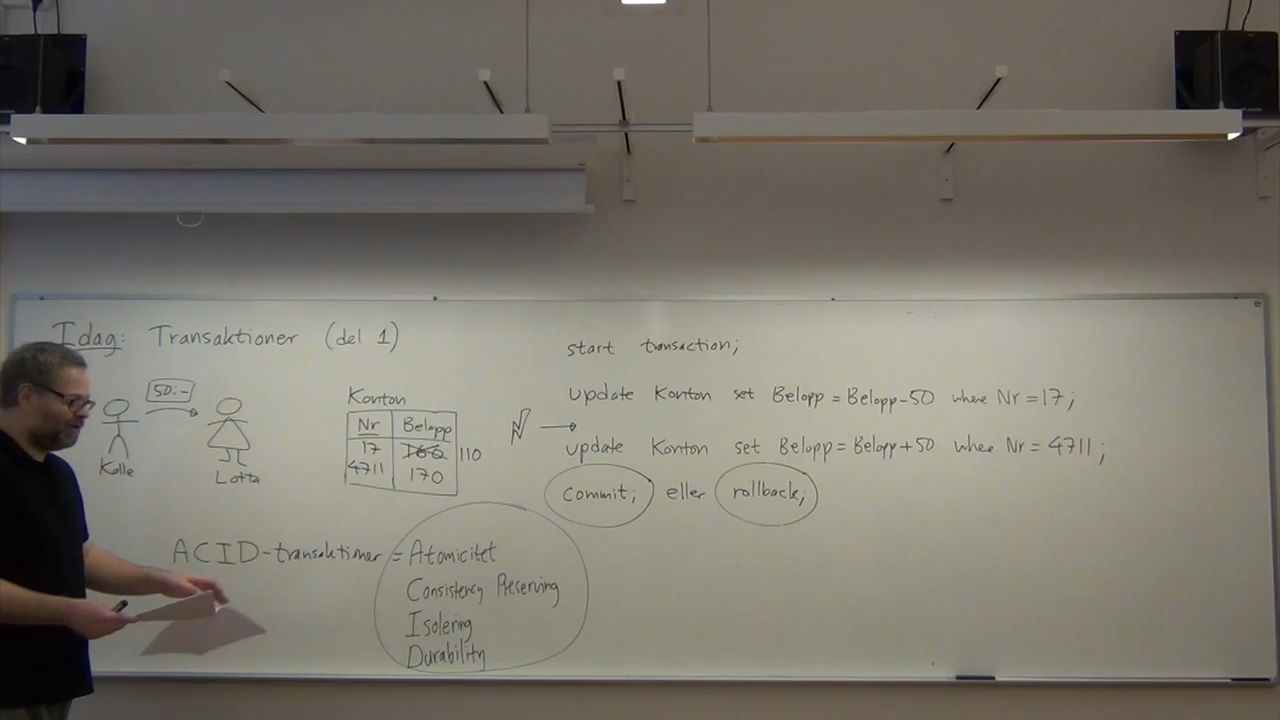 Idag: Transaktioner (del 1)
50:-
Kalle
Lotta
Konton
Nr Belopp
17 160 110
4711 170
start transaction;
update Konton set Belopp = Belopp-50 where Nr = 17;
update Konton set Belopp = Belopp+50 where Nr = 4711;
commit; eller rollback;
ACID-transaktioner = Atomicitet
Consistency Preserving
Isolering
Durability